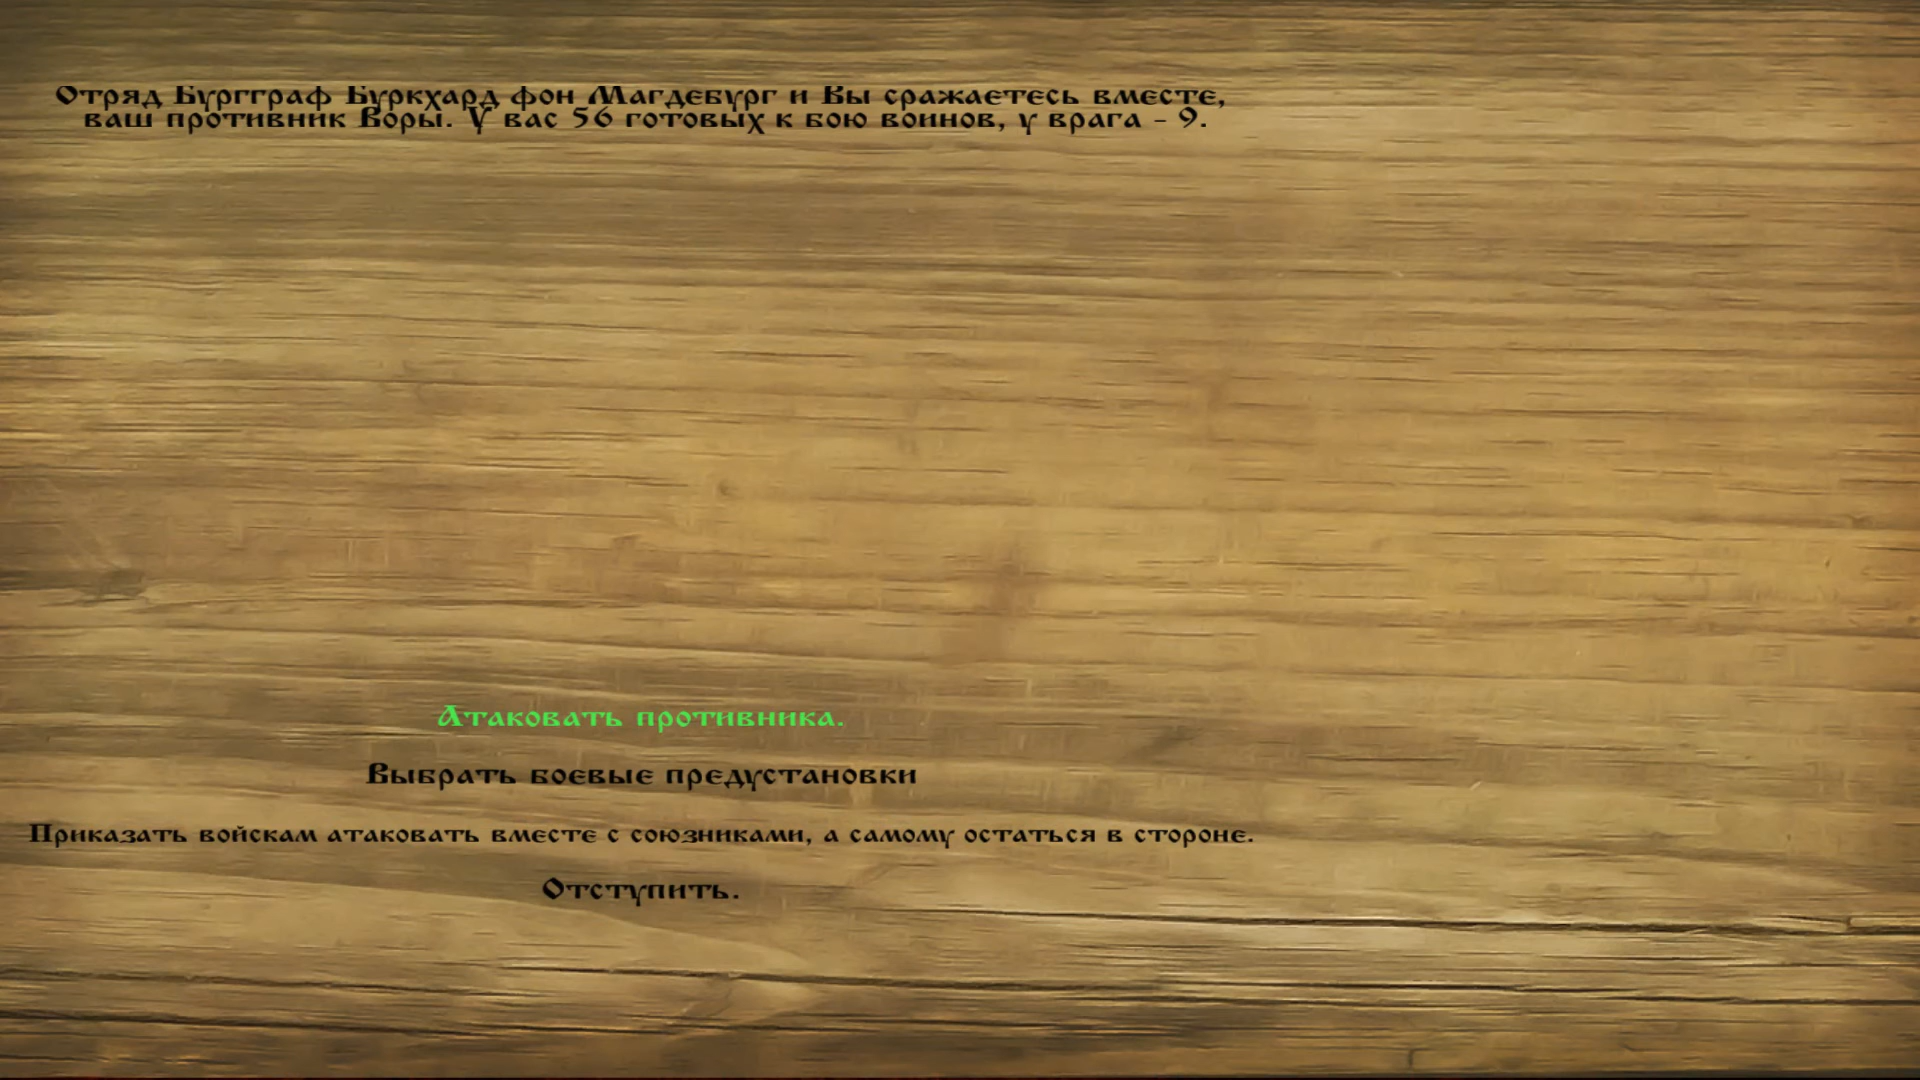 Отряд Бургграф Буркхард фон Магдебург и Вы сражаетесь вместе,
ваш противник Воры. У вас 56 готовых к бою воинов, у врага - 9.
Атаковать противника.
Выбрать боевые предустановки
Приказать войскам атаковать вместе с союзниками, а самому остаться в стороне.
Отступить.